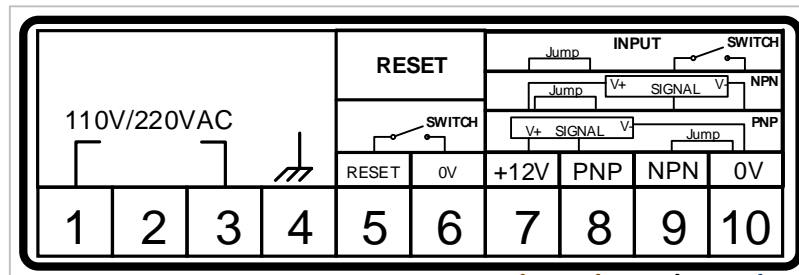 INPUT
Jump
SWITCH
RESET
V+ SIGNAL V- NPN
Jump
110V/220VAC
SWITCH
V+ SIGNAL V- PNP
Jump
RESET 0V +12V PNP NPN 0V
1 2 3 4 5 6 7 8 9 10